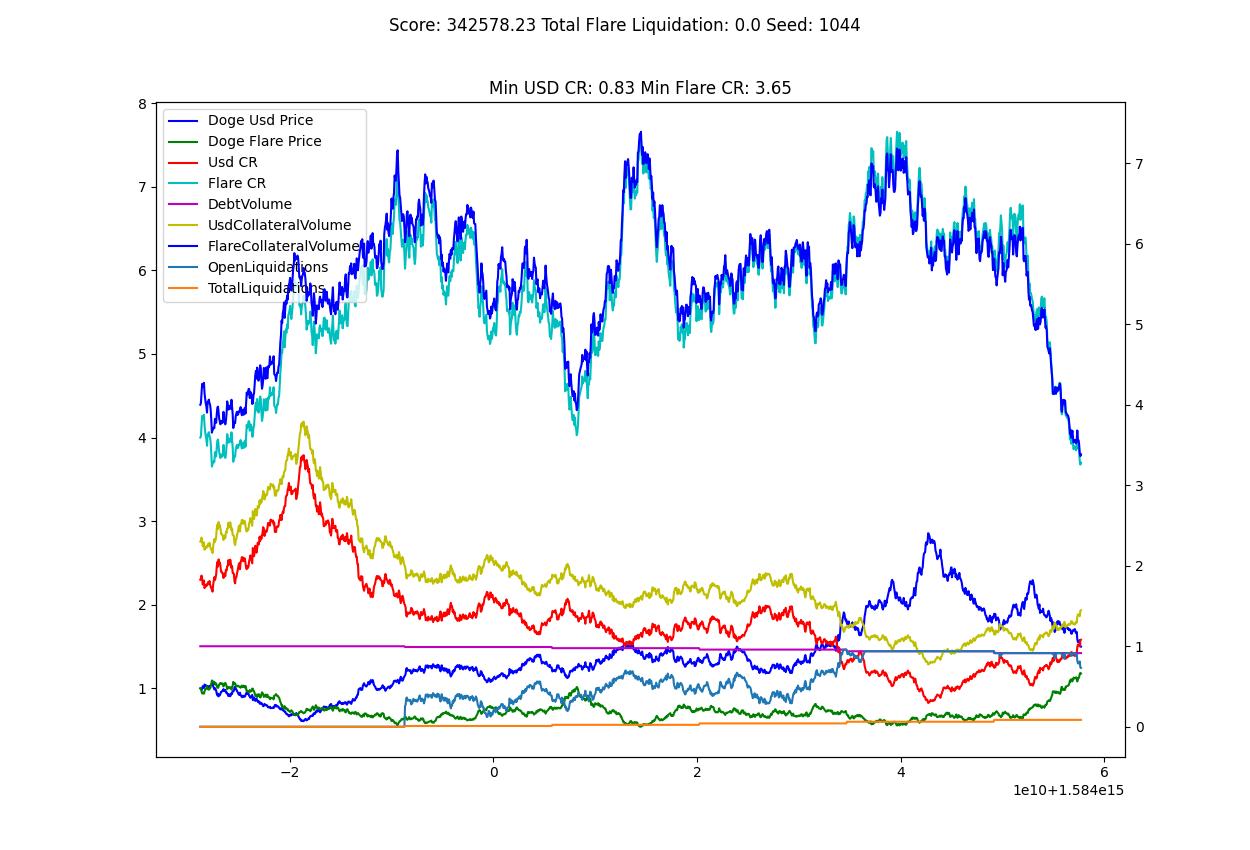 Score: 342578.23 Total Flare Liquidation: 0.0 Seed: 1044
Min USD CR: 0.83 Min Flare CR: 3.65
Doge Usd Price
Doge Flare Price
Usd CR
Flare CR
DebtVolume
UsdCollateralVolume
FlareCollateralVolume
OpenLiquidations
TotalLiquidations
8
7
6
5
4
3
2
1
7
6
5
4
3
2
1
0
−2
0
2
4
6
1e10+1.584e15